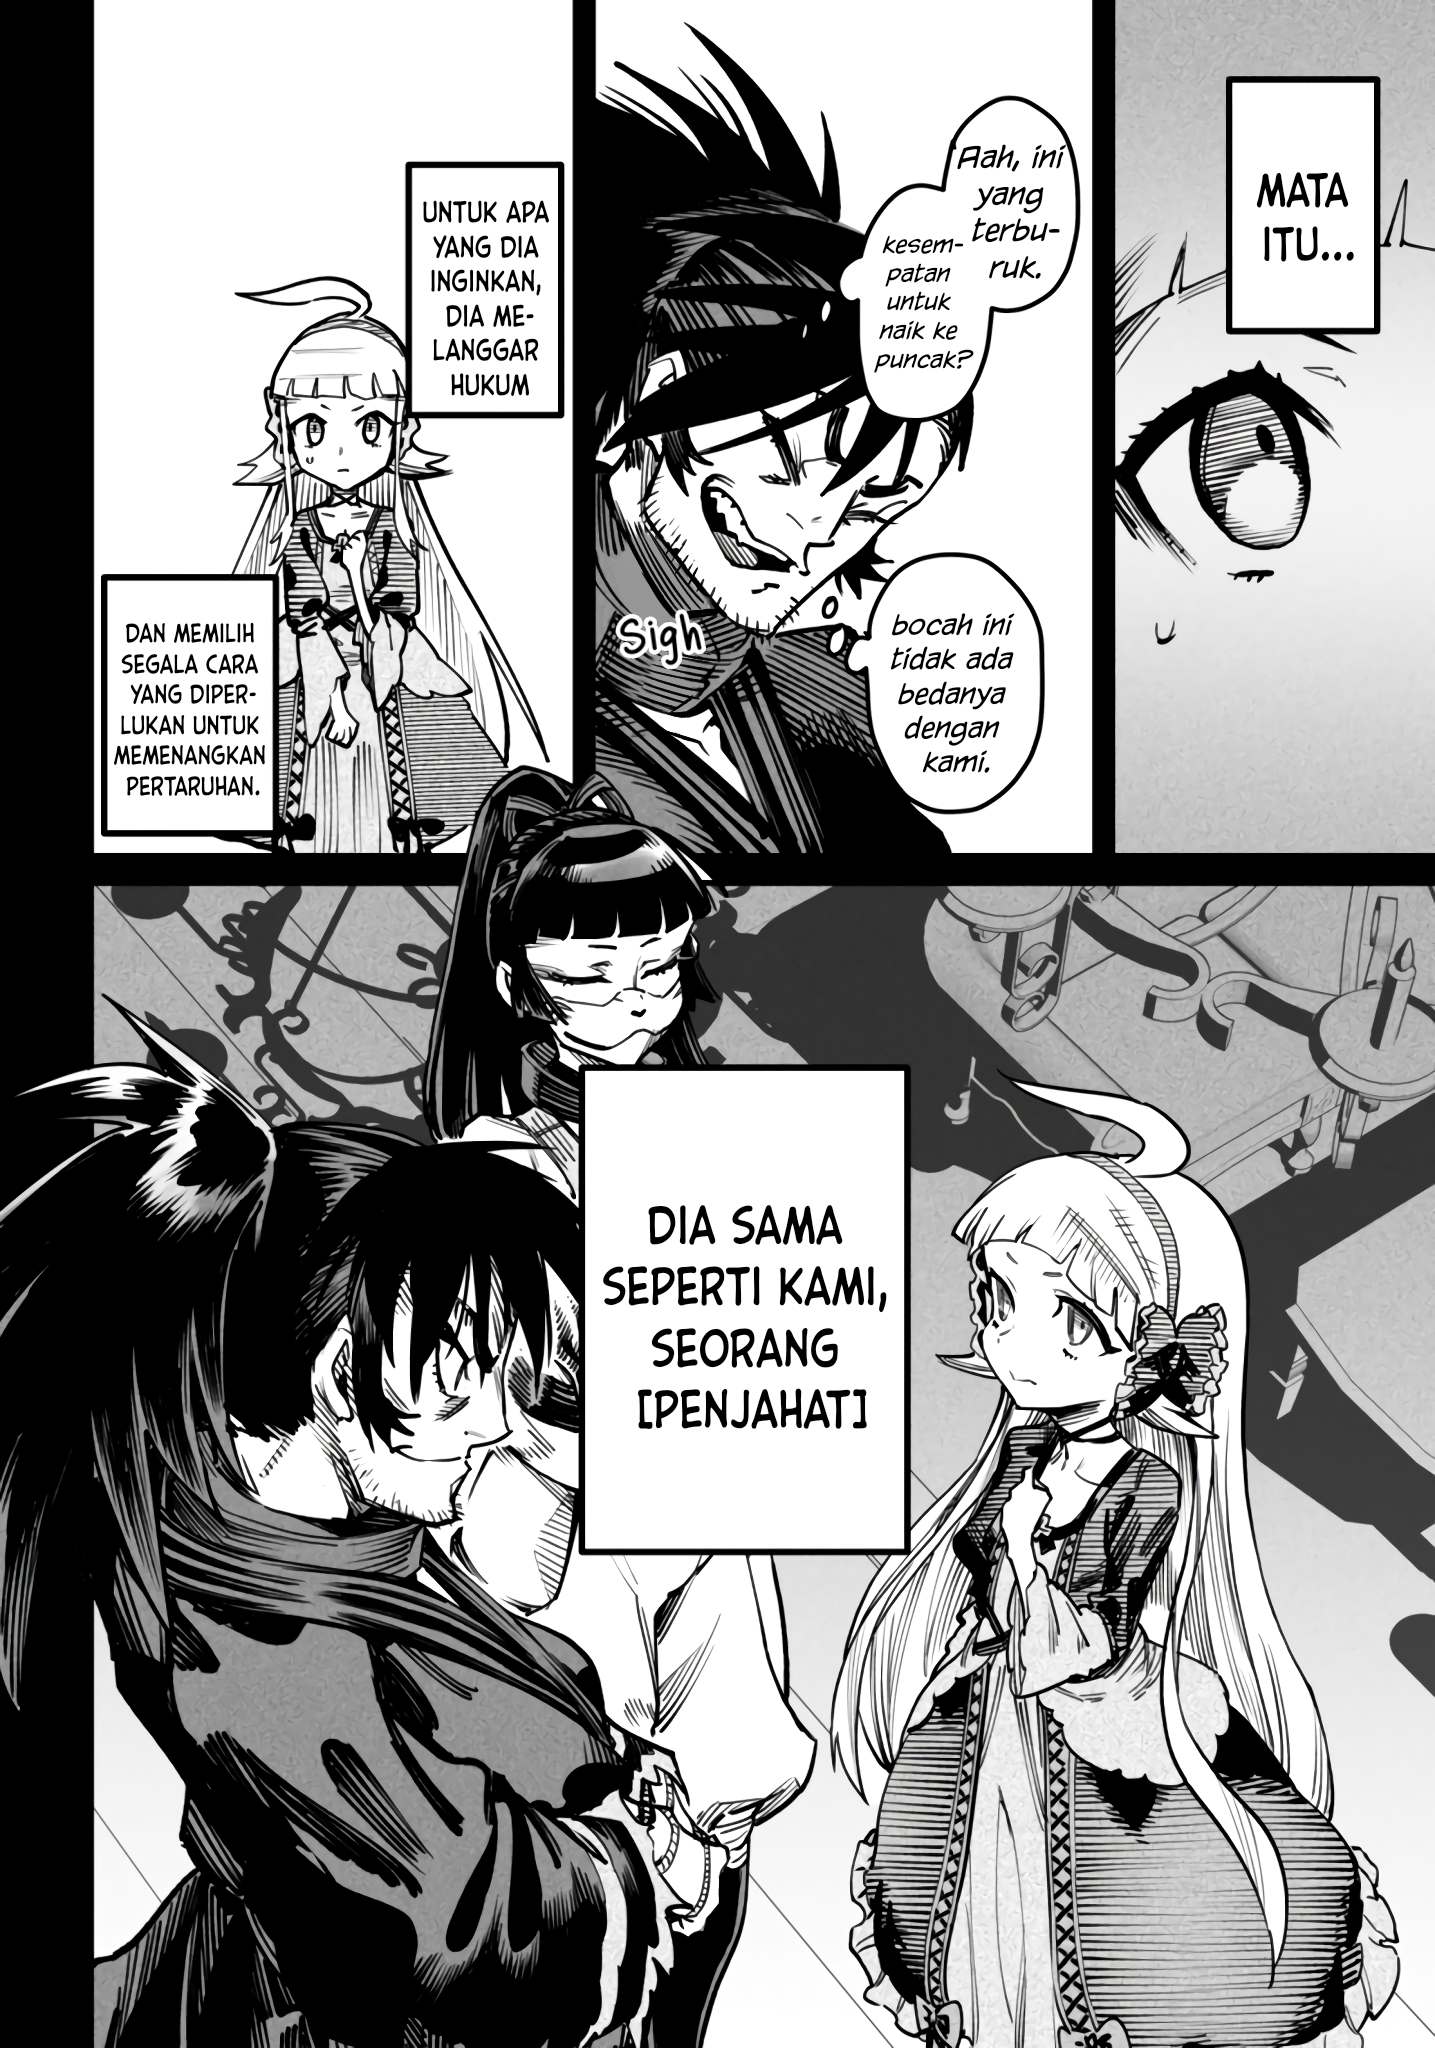 MATA
ITU...
Aah, ini
yang
terbu-
ruk.
kesem-
patan
untuk
naik ke
puncak?
bocah ini
tidak ada
bedanya
dengan
kami.
Sigh
UNTUK APA
YANG DIA
INGINKAN,
DIA ME-
LANGGAR
HUKUM
DAN MEMILIH
SEGALA CARA
YANG DIPER-
LUKAN UNTUK
MEMENANGKAN
PERTARUHAN.
DIA SAMA
SEPERTI KAMI,
SEORANG
[PENJAHAT]